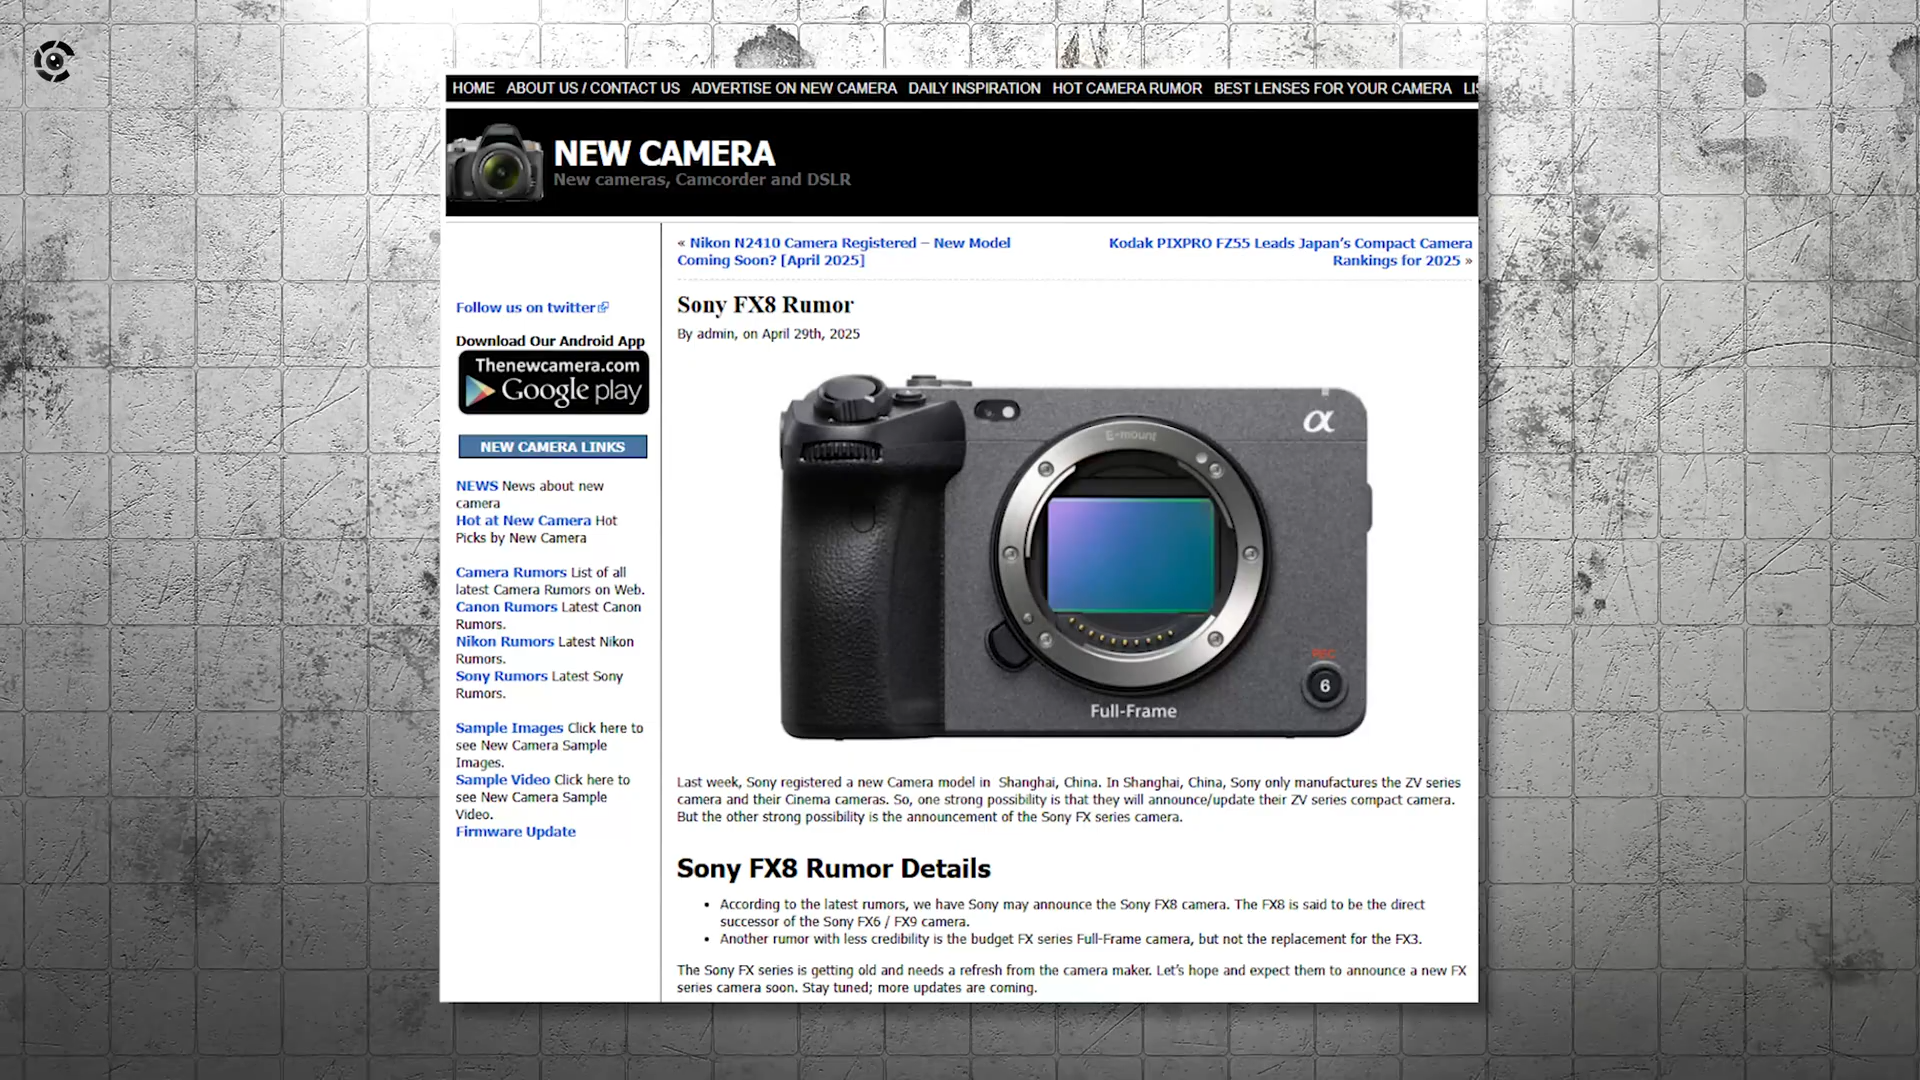 HOME ABOUT US / CONTACT US ADVERTISE ON NEW CAMERA DAILY INSPIRATION HOT CAMERA RUMOR BEST LENSES FOR YOUR CAMERA
NEW CAMERA
New cameras, Camcorder and DSLR
« Nikon N2410 Camera Registered – New Model
Coming Soon? [April 2025]
Kodak PIXPRO FZ55 Leads Japan's Compact Camera
Rankings for 2025 »
Follow us on twitter
Download Our Android App
Thenewcamera.com
Google play
NEW CAMERA LINKS
NEWS News about new
camera
Hot at New Camera Hot
Picks by New Camera
Camera Rumors List of all
latest Camera Rumors on Web.
Canon Rumors Latest Canon
Rumors.
Nikon Rumors Latest Nikon
Rumors.
Sony Rumors Latest Sony
Rumors.
Sample Images Click here to
see New Camera Sample
Images.
Sample Video Click here to
see New Camera Sample
Video.
Firmware Update
Sony FX8 Rumor
By admin, on April 29th, 2025
α
E-mount
REC
6
Full-Frame
Last week, Sony registered a new Camera model in Shanghai, China. In Shanghai, China, Sony only manufactures the ZV series
camera and their Cinema cameras. So, one strong possibility is that they will announce/update their ZV series compact camera.
But the other strong possibility is the announcement of the Sony FX series camera.
Sony FX8 Rumor Details
• According to the latest rumors, we have Sony may announce the Sony FX8 camera. The FX8 is said to be the direct
successor of the Sony FX6 / FX9 camera.
• Another rumor with less credibility is the budget FX series Full-Frame camera, but not the replacement for the FX3.
The Sony FX series is getting old and needs a refresh from the camera maker. Let's hope and expect them to announce a new FX
series camera soon. Stay tuned; more updates are coming.